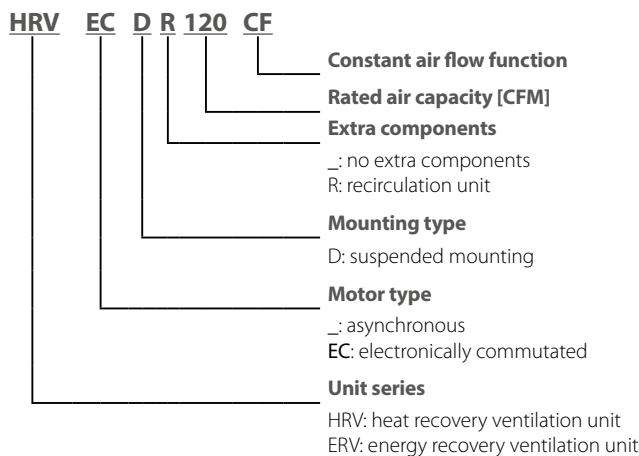 HRV EC D R 120 CF
Constant air flow function
Rated air capacity [CFM]
Extra components
_: no extra components
R: recirculation unit
Mounting type
D: suspended mounting
Motor type
_: asynchronous
EC: electronically commutated
Unit series
HRV: heat recovery ventilation unit
ERV: energy recovery ventilation unit